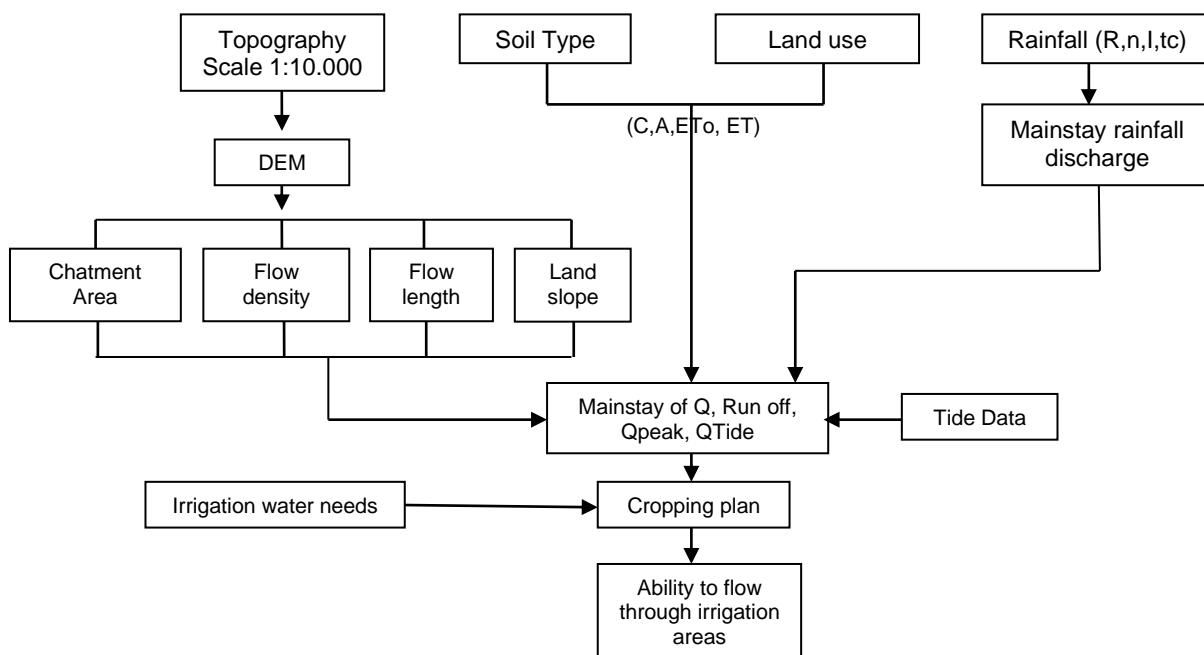 Topography
Scale 1:10.000
Soil Type
Land use
Rainfall (R,n,I,tc)
(C,A,ETo, ET)
Mainstay rainfall
discharge
DEM
Chatment
Area
Flow
density
Flow
length
Land
slope
Mainstay of Q, Run off,
Qpeak, QTide
Tide Data
Irrigation water needs
Cropping plan
Ability to flow
through irrigation
areas